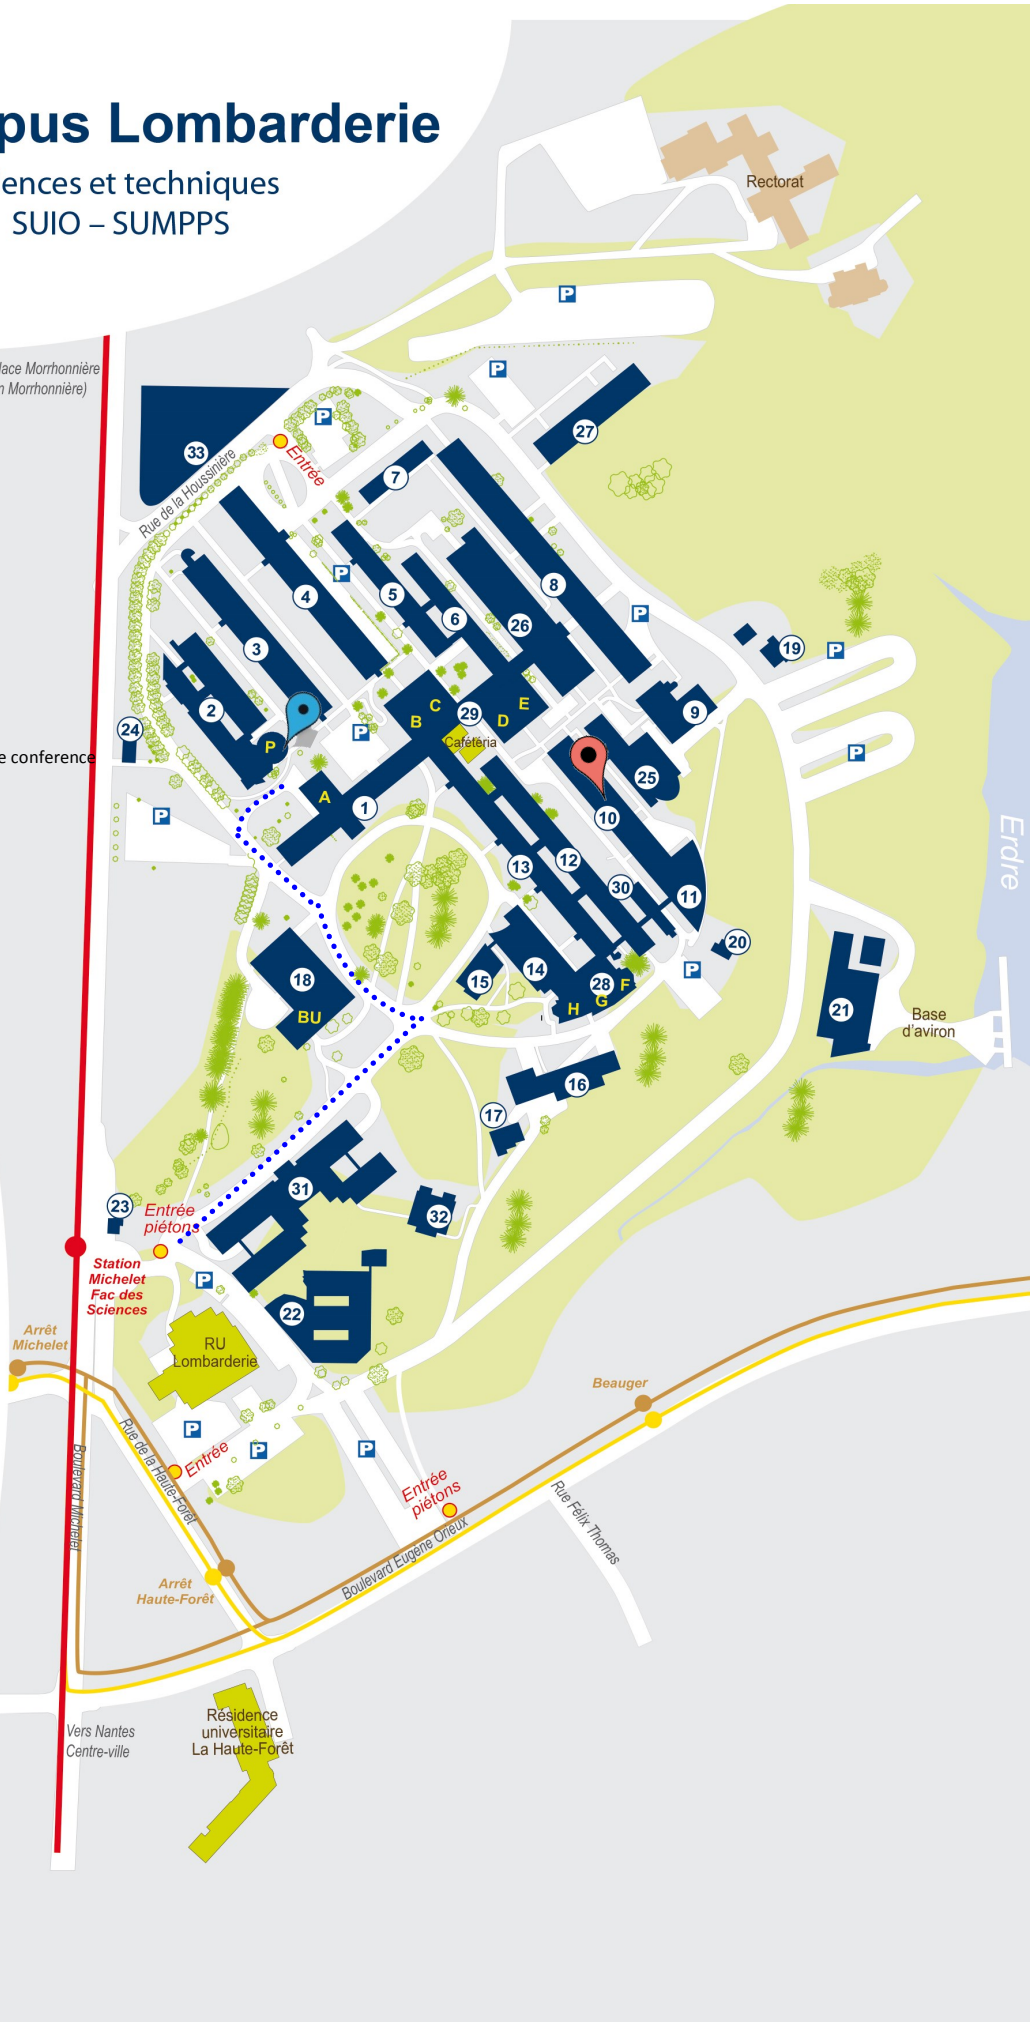 pus Lombarderie
ences et techniques
SUIO – SUMPPS
Rectorat
P
P
lace Morrhonnière
n Morrhonnière)
P
33
Entrée
Rue de la Houssinière
27
7
P
4
5
6
26
8
P
3
19
P
2
C
B
29
E
D
9
24
P
P
Cafétéria
P
e conference
A
1
25
P
10
Erdre
13
12
30
11
20
P
18
BU
15
14
28
F
G
H
21
Base
d'aviron
16
17
31
32
23
Entrée
piétons
Station
Michelet
Fac des
Sciences
P
22
Arrêt
Michelet
RU
Lombarderie
Beauger
P
P
P
Entrée
Rue de la Haute-Forêt
Boulevard Michelet
Entrée
piétons
Boulevard Eugène Orieux
Rue Félix Thomas
Arrêt
Haute-Forêt
Résidence
universitaire
La Haute-Forêt
Vers Nantes
Centre-ville